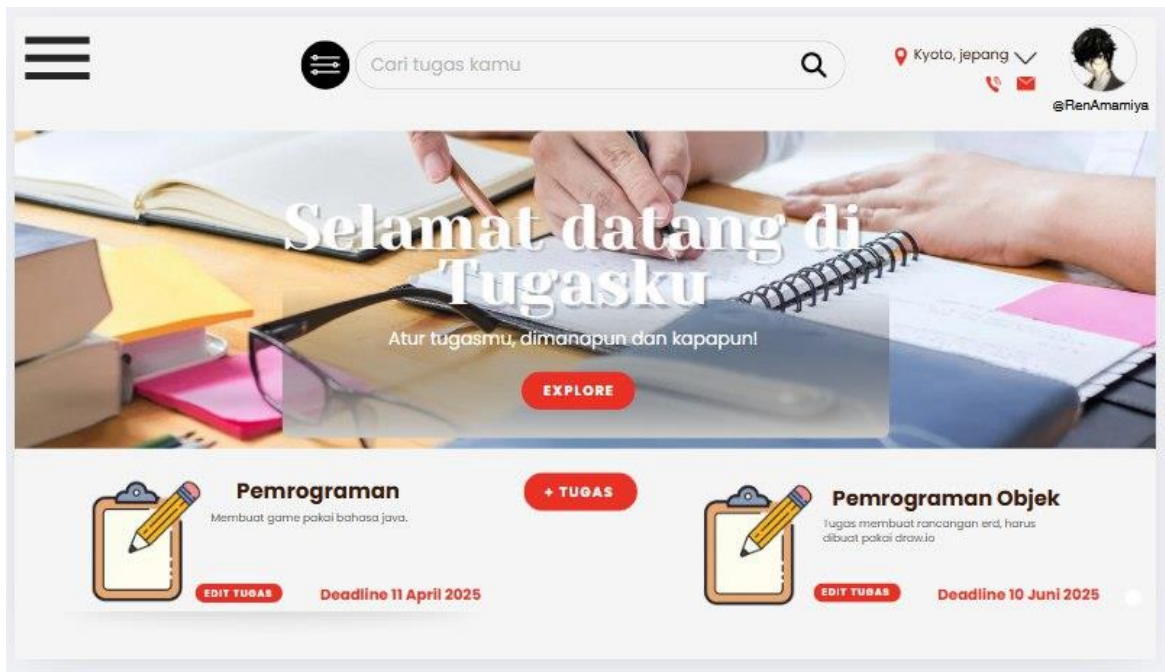 Cari tugas kamu
Kyoto, jepang
@RenAmamiya
Selamat datang di
Tugasku
Atur tugasmu, dimanapun dan kapapun!
EXPLORE
Pemrograman
Membuat game pakai bahasa java.
EDIT TUGAS
Deadline 11 April 2025
+ TUGAS
Pemrograman Objek
Tugas membuat rancangan erd, harus
dibuat pakai draw.io
EDIT TUGAS
Deadline 10 Juni 2025